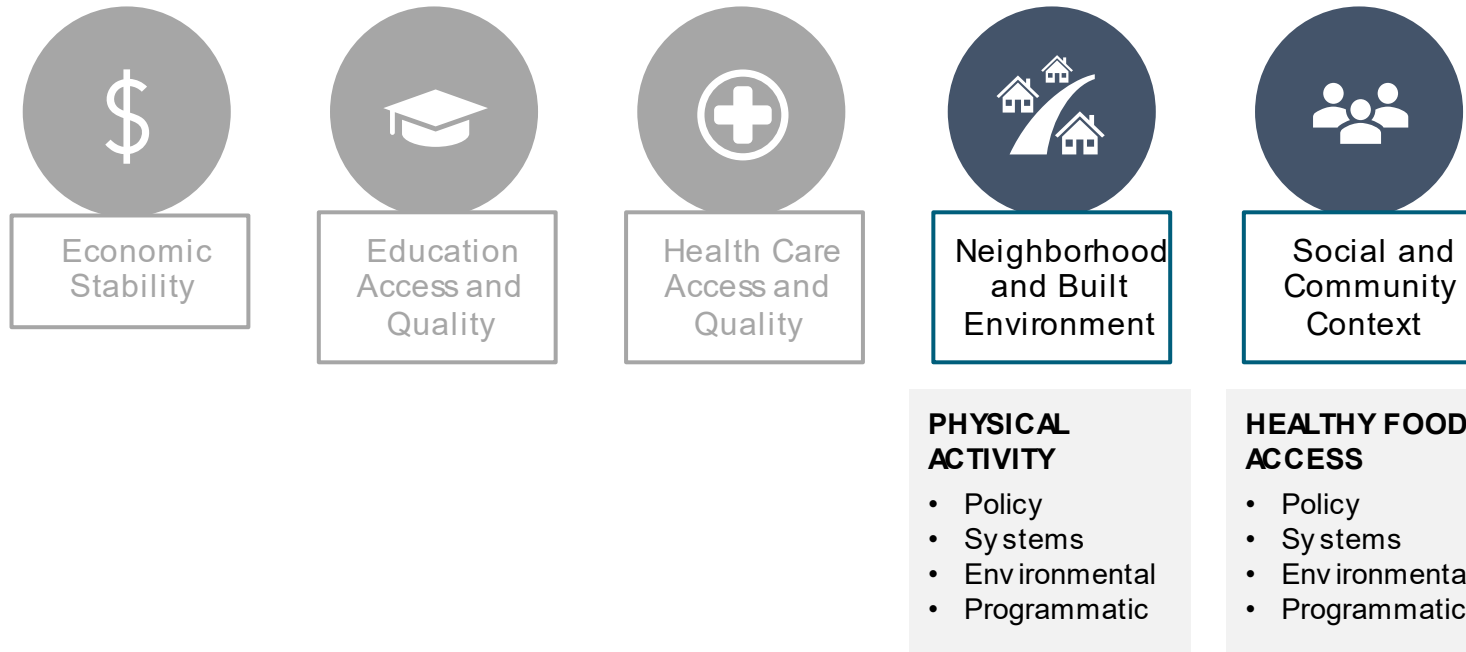 $
Economic
Stability
Education
Access and
Quality
Health Care
Access and
Quality
Neighborhood
and Built
Environment
Social and
Community
Context
PHYSICAL
ACTIVITY
• Policy
• Systems
• Environmental
• Programmatic
HEALTHY FOOD
ACCESS
• Policy
• Systems
• Environmenta
• Programmatic